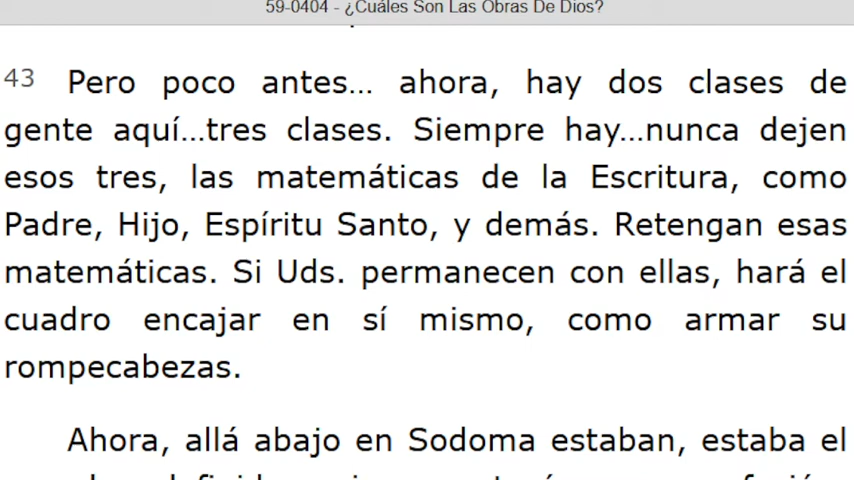 59-0404 - ¿Cuáles Son Las Obras De Dios?
43 Pero poco antes… ahora, hay dos clases de
gente aquí…tres clases. Siempre hay…nunca dejen
esos tres, las matemáticas de la Escritura, como
Padre, Hijo, Espíritu Santo, y demás. Retengan esas
matemáticas. Si Uds. permanecen con ellas, hará el
cuadro encajar en sí mismo, como armar su
rompecabezas.
Ahora, allá abajo en Sodoma estaban, estaba el